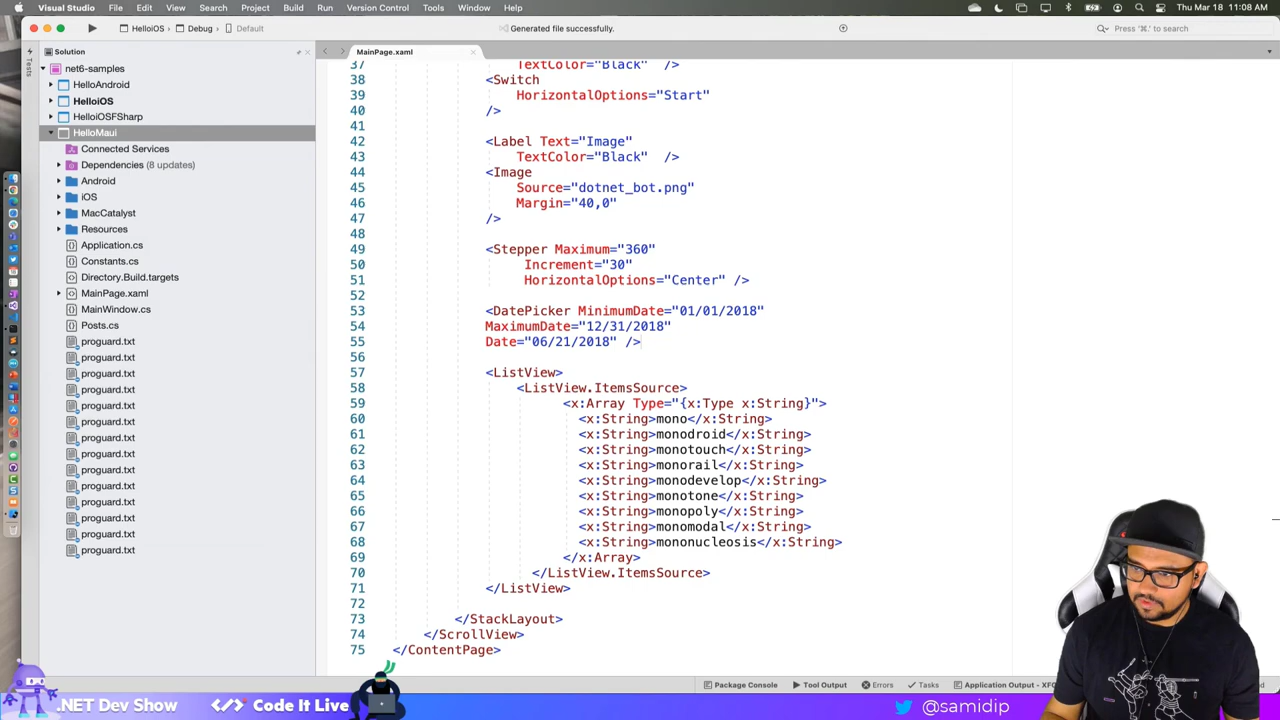 Visual Studio File Edit View Search Project Build Run Version Control Tools Window Help Thu Mar 18 11:08 AM
HelloiOS Debug Default Generated file successfully. Press '⌘.' to search
Tests
Solution
MainPage.xaml
net6-samples
HelloAndroid
HelloiOS
HelloiOSFSharp
HelloMaui
Connected Services
Dependencies (8 updates)
Android
iOS
MacCatalyst
Resources
Application.cs
Constants.cs
Directory.Build.targets
MainPage.xaml
MainWindow.cs
Posts.cs
proguard.txt
proguard.txt
proguard.txt
proguard.txt
proguard.txt
proguard.txt
proguard.txt
proguard.txt
proguard.txt
proguard.txt
proguard.txt
proguard.txt
proguard.txt
proguard.txt
37 TextColor="Black" />
38 <Switch
39 HorizontalOptions="Start"
40 />
41
42 <Label Text="Image"
43 TextColor="Black" />
44 <Image
45 Source="dotnet_bot.png"
46 Margin="40,0"
47 />
48
49 <Stepper Maximum="360"
50 Increment="30"
51 HorizontalOptions="Center" />
52
53 <DatePicker MinimumDate="01/01/2018"
54 MaximumDate="12/31/2018"
55 Date="06/21/2018" />
56
57 <ListView>
58 <ListView.ItemsSource>
59 <x:Array Type="{x:Type x:String}">
60 <x:String>mono</x:String>
61 <x:String>monodroid</x:String>
62 <x:String>monotouch</x:String>
63 <x:String>monorail</x:String>
64 <x:String>monodevelop</x:String>
65 <x:String>monotone</x:String>
66 <x:String>monopoly</x:String>
67 <x:String>monomodal</x:String>
68 <x:String>mononucleosis</x:String>
69 </x:Array>
70 </ListView.ItemsSource>
71 </ListView>
72
73 </StackLayout>
74 </ScrollView>
75 </ContentPage>
Package Console Tool Output Errors Tasks Application Output - XFC
.NET Dev Show Code It Live @samidip